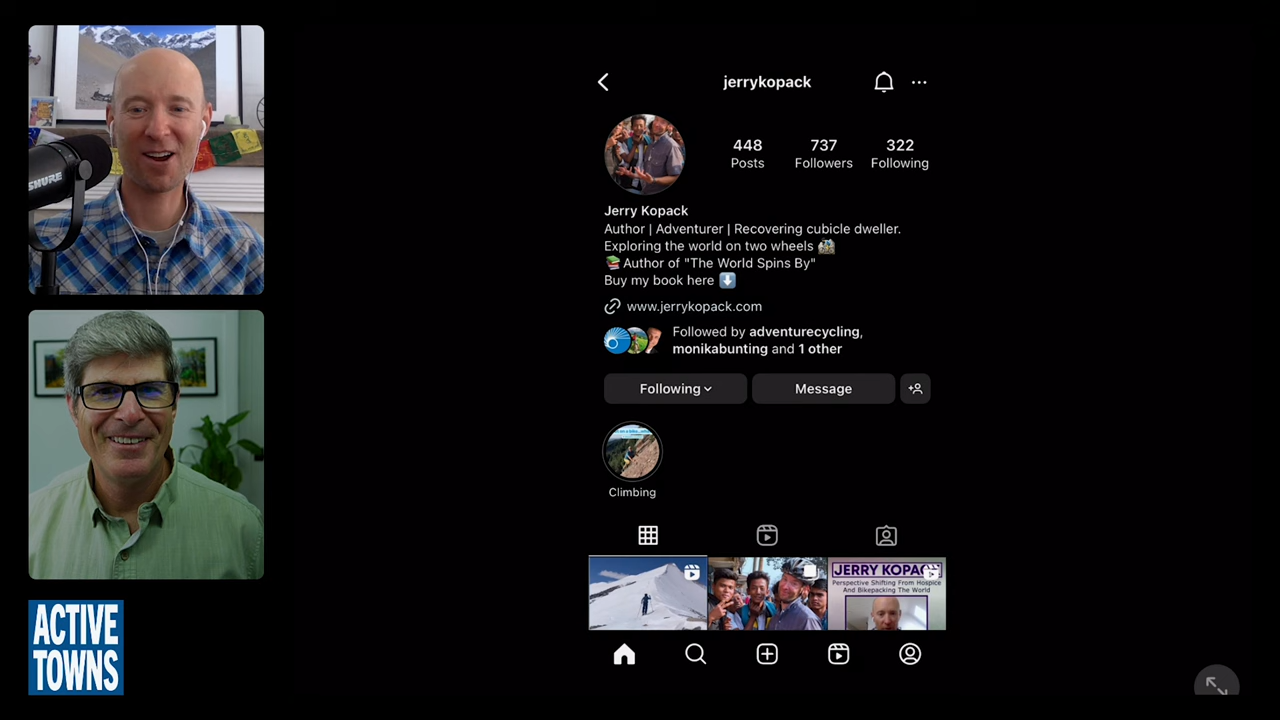 SHURE
ACTIVE
TOWNS
jerrykopack
448
Posts
737
Followers
322
Following
Jerry Kopack
Author | Adventurer | Recovering cubicle dweller.
Exploring the world on two wheels
Author of "The World Spins By"
Buy my book here
www.jerrykopack.com
Followed by adventurecycling,
monikabunting and 1 other
Following
Message
Climbing
JERRY KOPACK
Perspective Shifting From Hospice
And Bikepacking The World